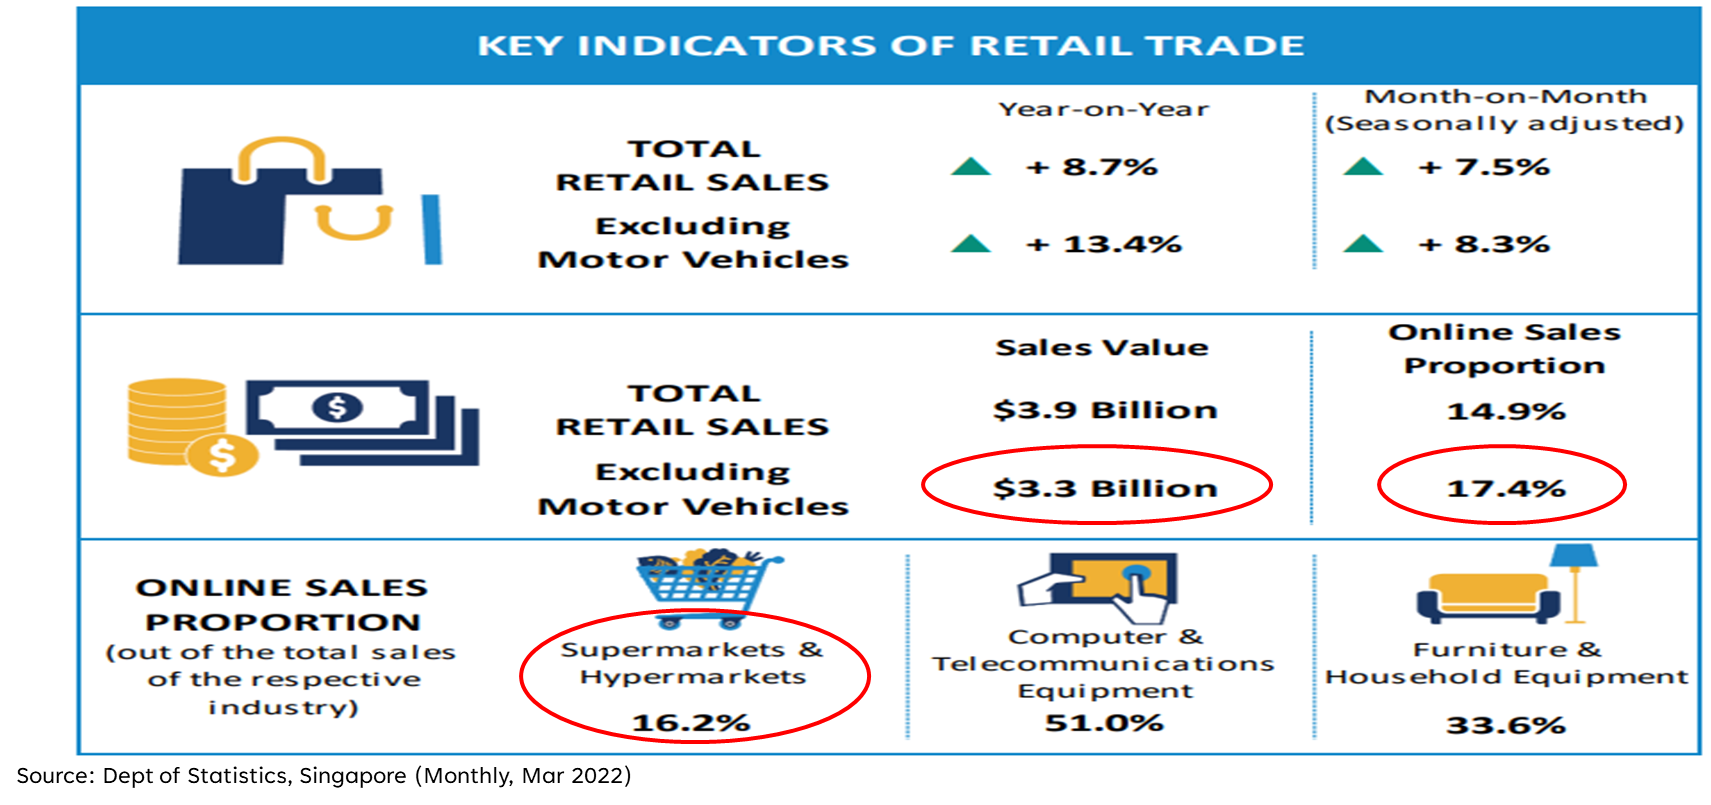 KEY INDICATORS OF RETAIL TRADE
Year-on-Year
Month-on-Month
(Seasonally adjusted)
TOTAL
RETAIL SALES
+ 8.7%
+ 7.5%
Excluding
Motor Vehicles
+ 13.4%
+ 8.3%
Sales Value
Online Sales
Proportion
TOTAL
RETAIL SALES
$3.9 Billion
14.9%
Excluding
Motor Vehicles
$3.3 Billion
17.4%
$
$
ONLINE SALES
PROPORTION
(out of the total sales
of the respective
industry)
Supermarkets &
Hypermarkets
16.2%
Computer &
Telecommunications
Equipment
51.0%
Furniture &
Household Equipment
33.6%
Source: Dept of Statistics, Singapore (Monthly, Mar 2022)